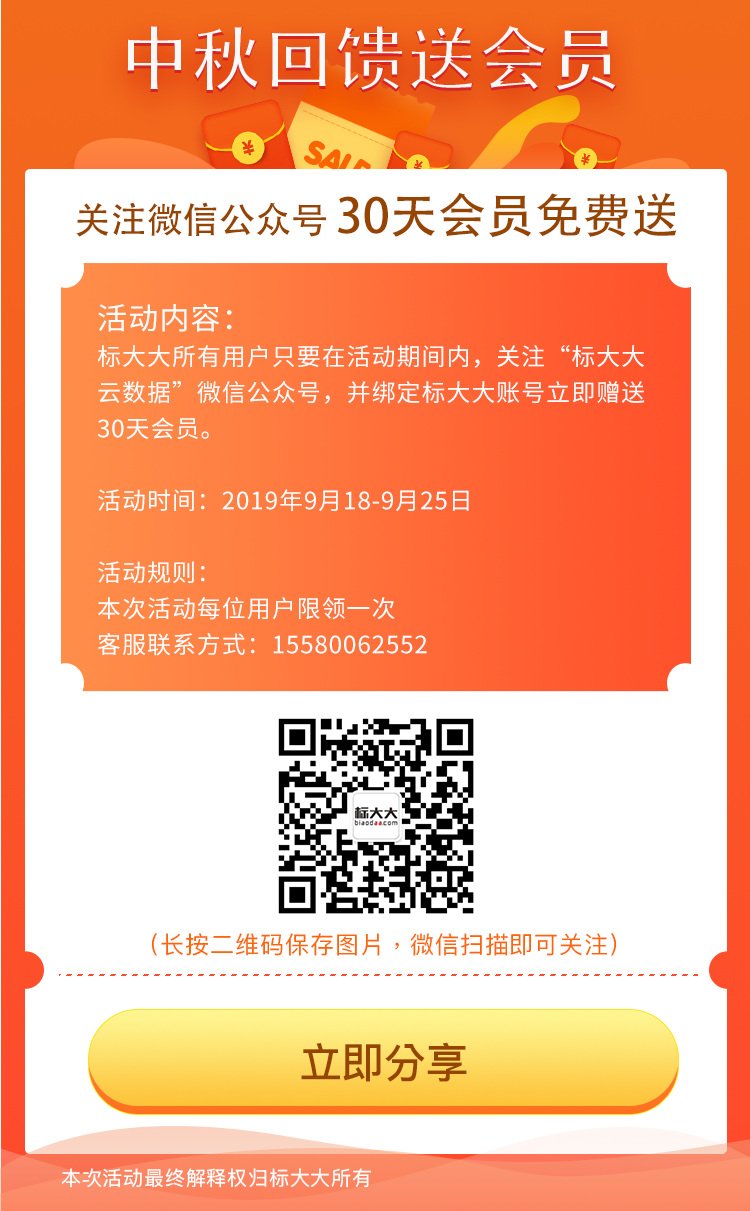 中秋回馈送会员
SALE
关注微信公众号 30天会员免费送
活动内容：
标大大所有用户只要在活动期间内，关注“标大大
云数据”微信公众号，并绑定标大大账号立即赠送
30天会员。
活动时间：2019年9月18-9月25日
活动规则：
本次活动每位用户限领一次
客服联系方式：15580062552
标大大
biaodaa.com
（长按二维码保存图片，微信扫描即可关注）
立即分享
本次活动最终解释权归标大大所有